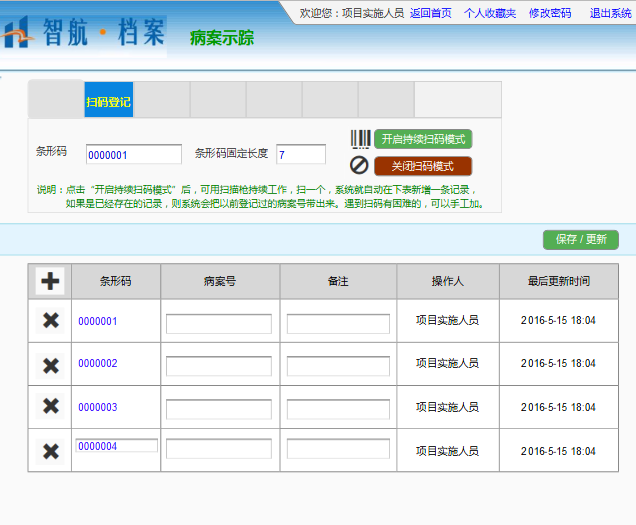 欢迎您：项目实施人员 返回首页 个人收藏夹 修改密码 退出系统
智航·档案 病案示踪
扫码登记
条形码 0000001 条形码固定长度 7 开启持续扫码模式
关闭扫码模式
说明：点击“开启持续扫码模式”后，可用扫描枪持续工作，扫一个，系统就自动在下表新增一条记录，
如果是已经存在的记录，则系统会把以前登记过的病案号带出来。遇到扫码有困难的，可以手工加。
保存 / 更新
条形码 病案号 备注 操作人 最后更新时间
0000001 项目实施人员 2016-5-15 18:04
0000002 项目实施人员 2016-5-15 18:04
0000003 项目实施人员 2016-5-15 18:04
0000004 项目实施人员 2016-5-15 18:04